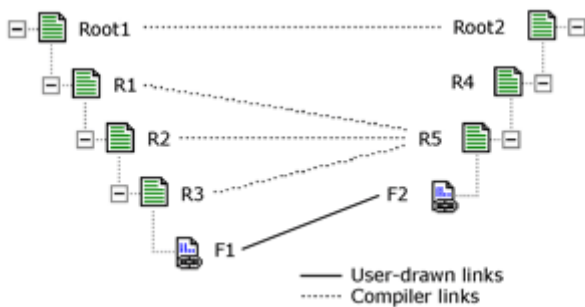 Root1 Root2
R1 R4
R2 R5
R3 F2
F1
User-drawn links
Compiler links